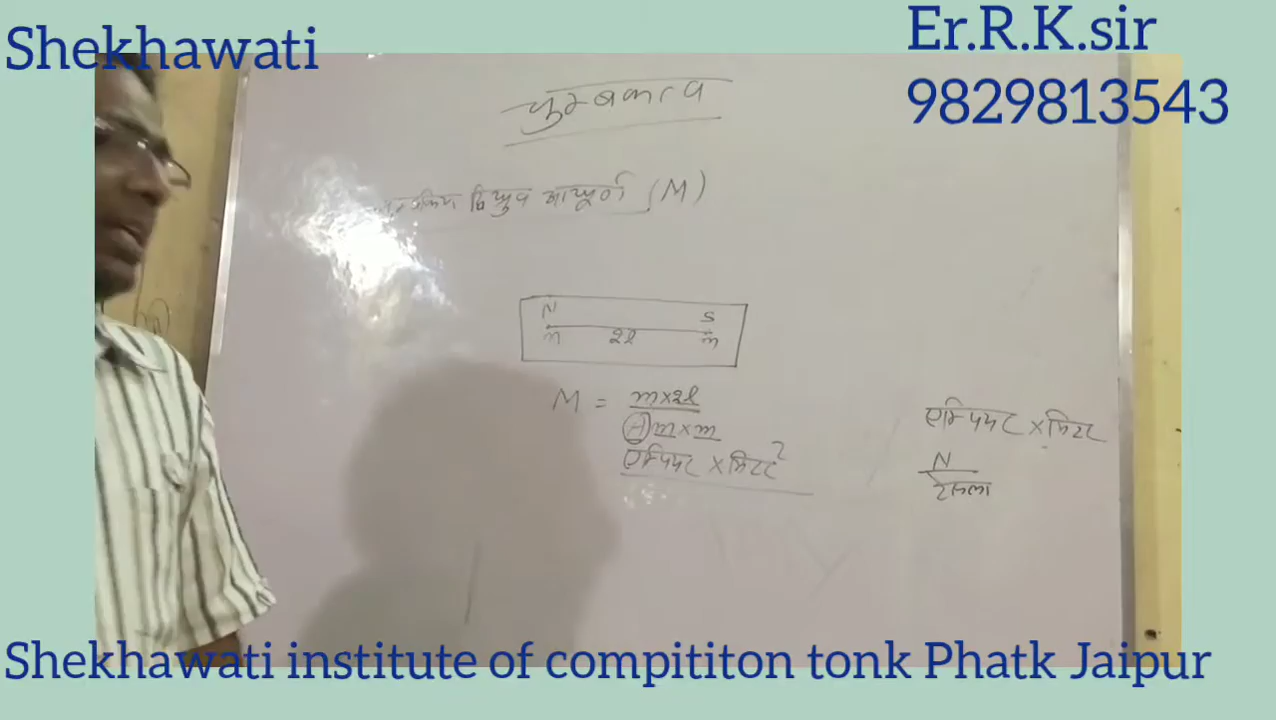 Shekhawati
Er.R.K.sir
9829813543
चुम्बकत्व
द्विध्रुव आघूर्ण (M)
N S
m 2l m
M = m×2l
A m×m
एम्पियर × मिटर²
एम्पियर × मिटर
N
टेसला
Shekhawati institute of compititon tonk Phatk Jaipur